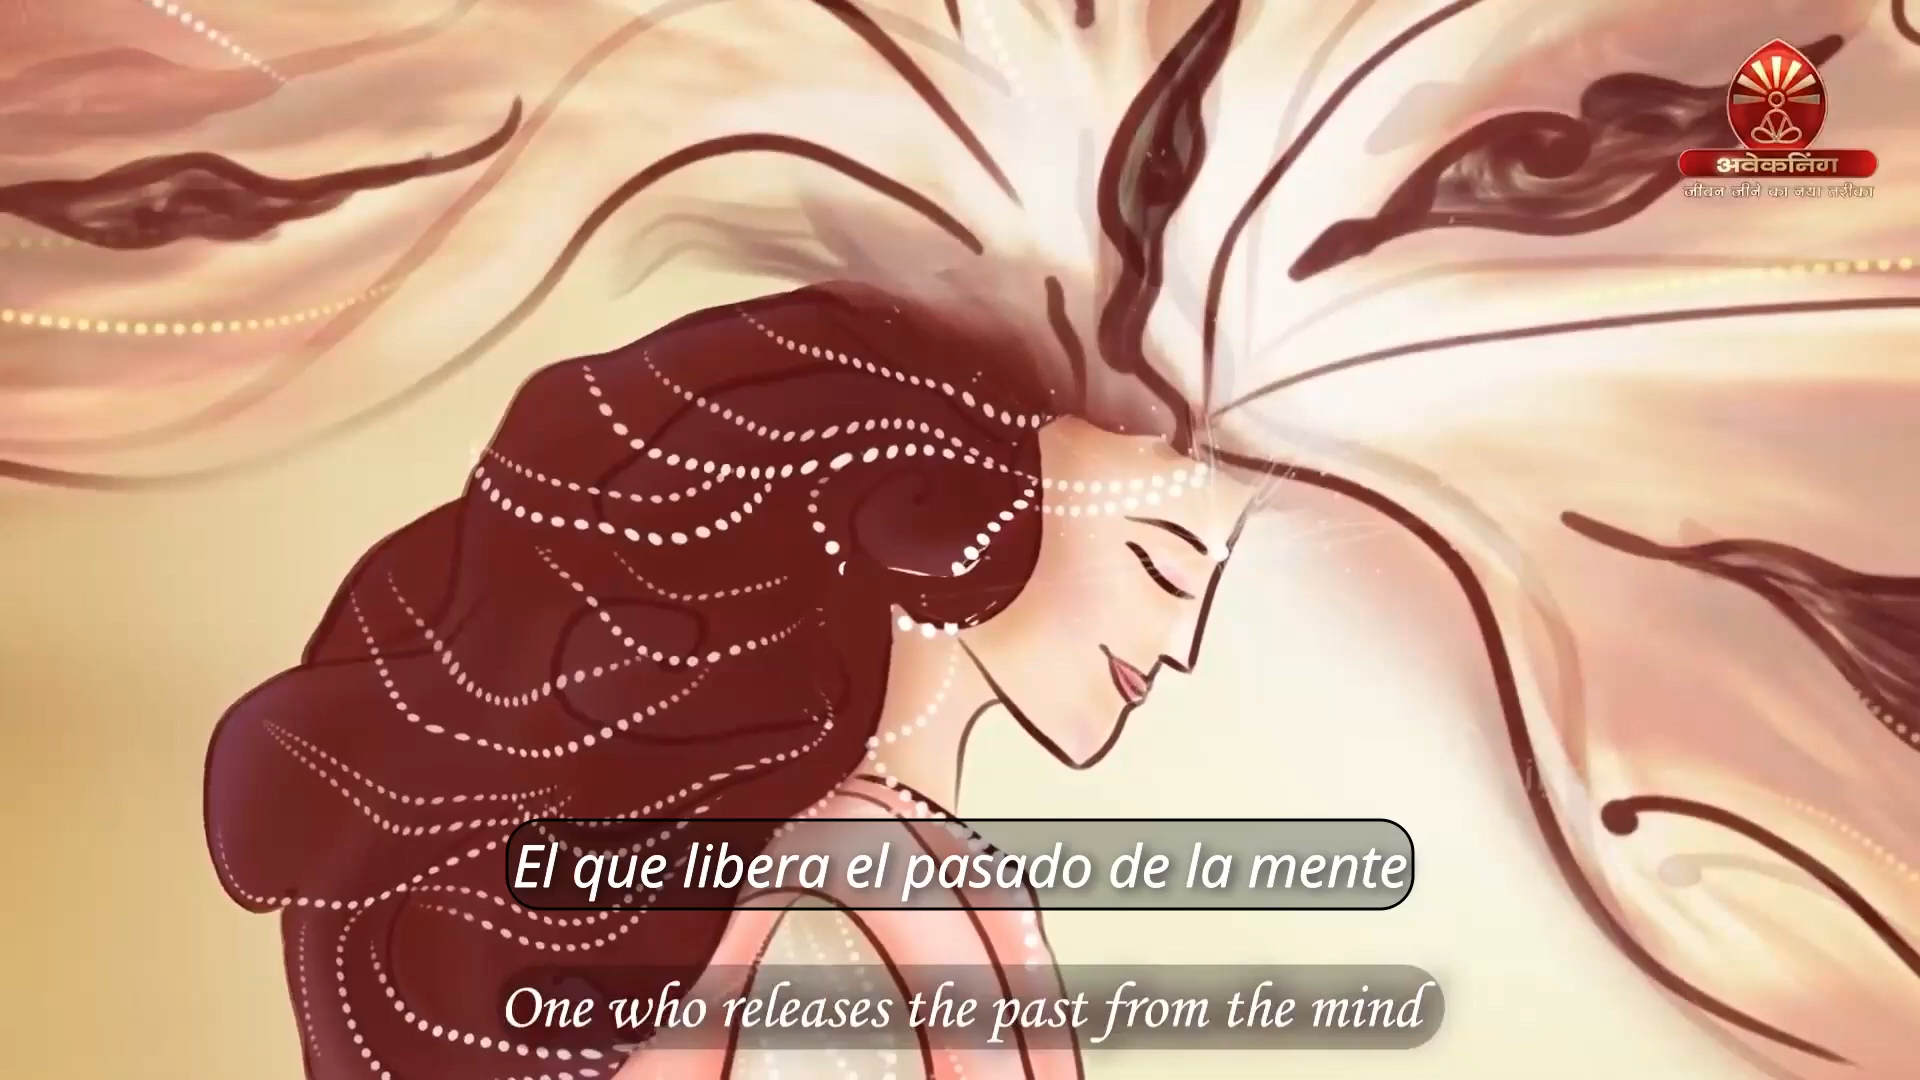 अवेकनिंग
जीवन जीने का नया तरीका
El que libera el pasado de la mente
One who releases the past from the mind